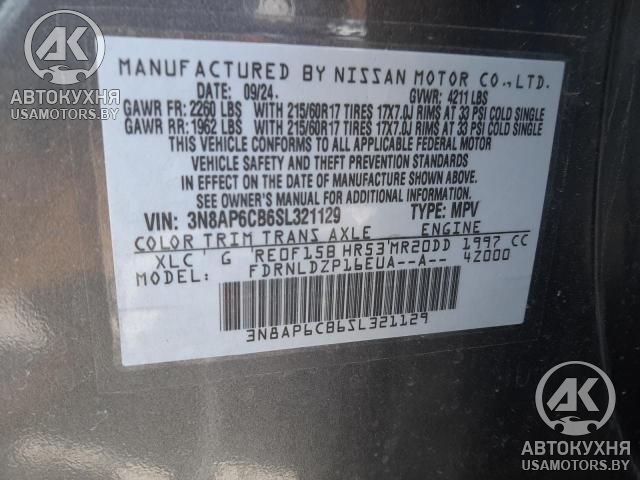 AK
АВТОКУХНЯ
USAMOTORS.BY
MANUFACTURED BY NISSAN MOTOR CO.,LTD.
DATE: 09/24 GVWR: 4211 LBS
GAWR FR: 2260 LBS WITH 215/60R17 TIRES 17X7.0J RIMS AT 33 PSI COLD SINGLE
GAWR RR: 1962 LBS WITH 215/60R17 TIRES 17X7.0J RIMS AT 33 PSI COLD SINGLE
THIS VEHICLE CONFORMS TO ALL APPLICABLE FEDERAL MOTOR
VEHICLE SAFETY AND THEFT PREVENTION STANDARDS
IN EFFECT ON THE DATE OF MANUFACTURE SHOWN ABOVE.
SEE OWNER'S MANUAL FOR ADDITIONAL INFORMATION.
VIN: 3N8AP6CB6SL321129 TYPE: MPV
COLOR TRIM TRANS AXLE ENGINE
XLC G RE0F15B HR53 MR20DD 1997 CC
MODEL: FDRNLDZP16EUA--A-- 4Z000
3N8AP6CB6SL321129
AK
АВТОКУХНЯ
USAMOTORS.BY